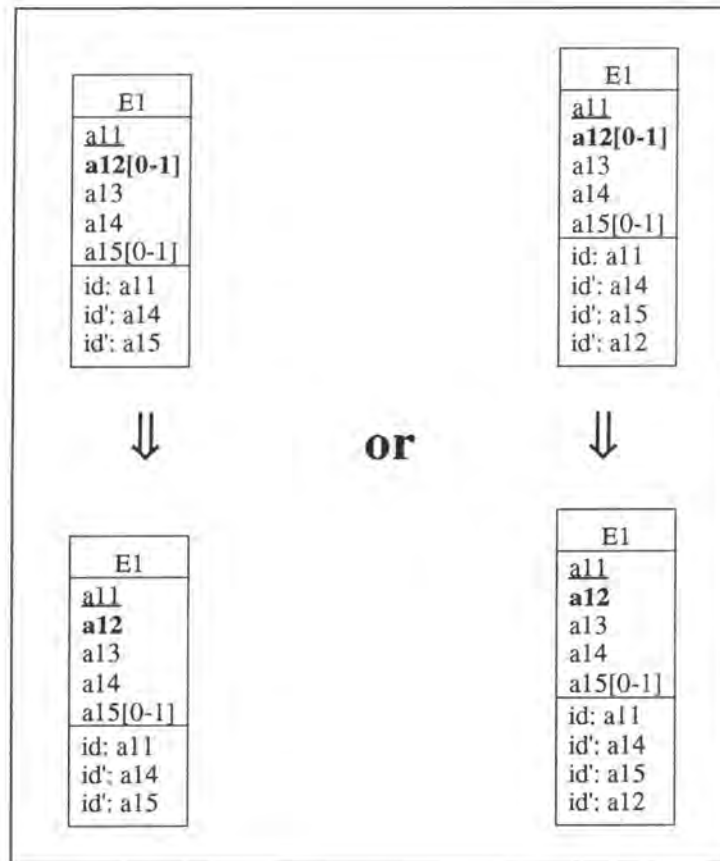 E1
a11
a12[0-1]
a13
a14
a15[0-1]
id: a11
id': a14
id': a15
E1
a11
a12[0-1]
a13
a14
a15[0-1]
id: a11
id': a14
id': a15
id': a12
⇓
or
⇓
E1
a11
a12
a13
a14
a15[0-1]
id: a11
id': a14
id': a15
E1
a11
a12
a13
a14
a15[0-1]
id: a11
id': a14
id': a15
id': a12